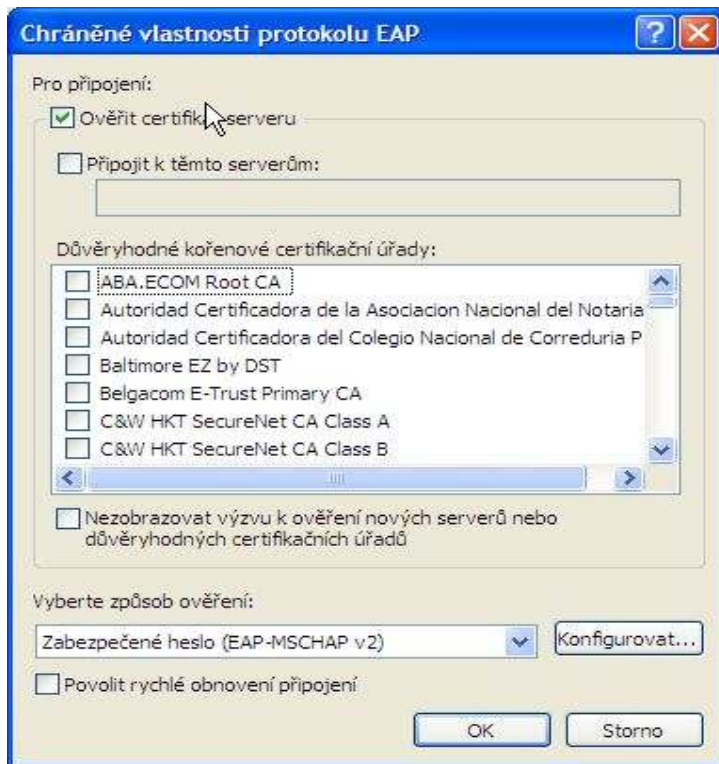 Chráněné vlastnosti protokolu EAP
Pro připojení:
Ověřit certifik serveru
Připojit k těmto serverům:
Důvěryhodné kořenové certifikační úřady:
ABA.ECOM Root CA
Autoridad Certificadora de la Asociacion Nacional del Notaria
Autoridad Certificadora del Colegio Nacional de Correduria P
Baltimore EZ by DST
Belgacom E-Trust Primary CA
C&W HKT SecureNet CA Class A
C&W HKT SecureNet CA Class B
Nezobrazovat výzvu k ověření nových serverů nebo
důvěryhodných certifikačních úřadů
Vyberte způsob ověření:
Zabezpečené heslo (EAP-MSCHAP v2)
Konfigurovat...
Povolit rychlé obnovení připojení
OK
Storno